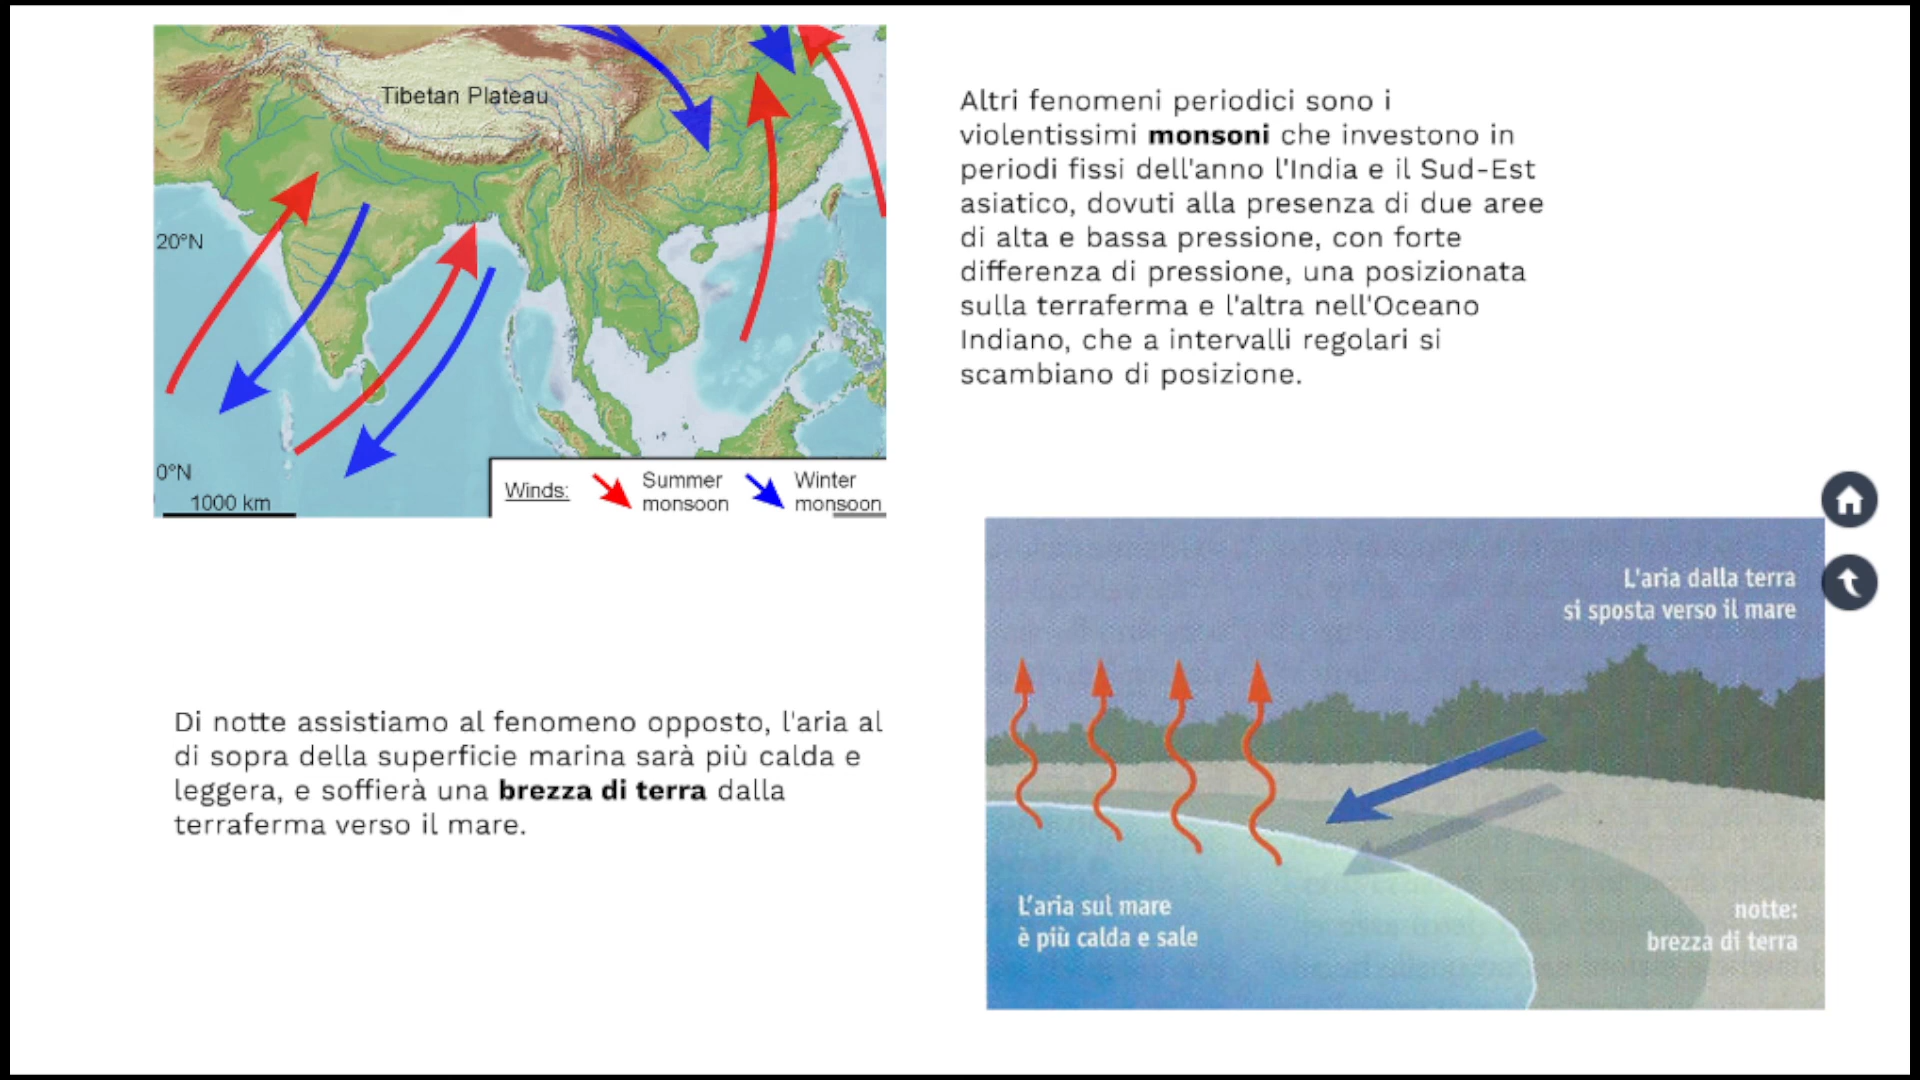 Tibetan Plateau
20°N
0°N
1000 km
Winds:
Summer
monsoon
Winter
monsoon
Altri fenomeni periodici sono i
violentissimi monsoni che investono in
periodi fissi dell'anno l'India e il Sud-Est
asiatico, dovuti alla presenza di due aree
di alta e bassa pressione, con forte
differenza di pressione, una posizionata
sulla terraferma e l'altra nell'Oceano
Indiano, che a intervalli regolari si
scambiano di posizione.
Di notte assistiamo al fenomeno opposto, l'aria al
di sopra della superficie marina sarà più calda e
leggera, e soffierà una brezza di terra dalla
terraferma verso il mare.
L'aria dalla terra
si sposta verso il mare
L'aria sul mare
è più calda e sale
notte:
brezza di terra